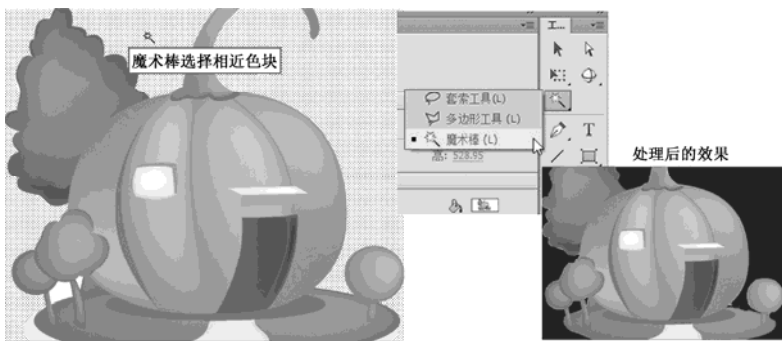 魔术棒选择相近色块
工...
套索工具(L)
多边形工具(L)
魔术棒(L)
高: 528.95
T
处理后的效果